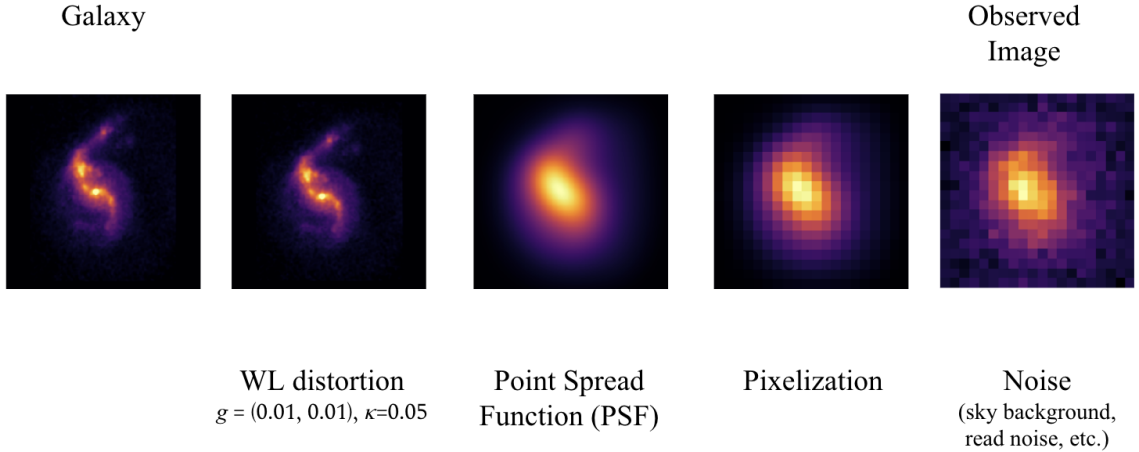 Galaxy
Observed
Image
WL distortion
g = (0.01, 0.01), κ=0.05
Point Spread
Function (PSF)
Pixelization
Noise
(sky background,
read noise, etc.)